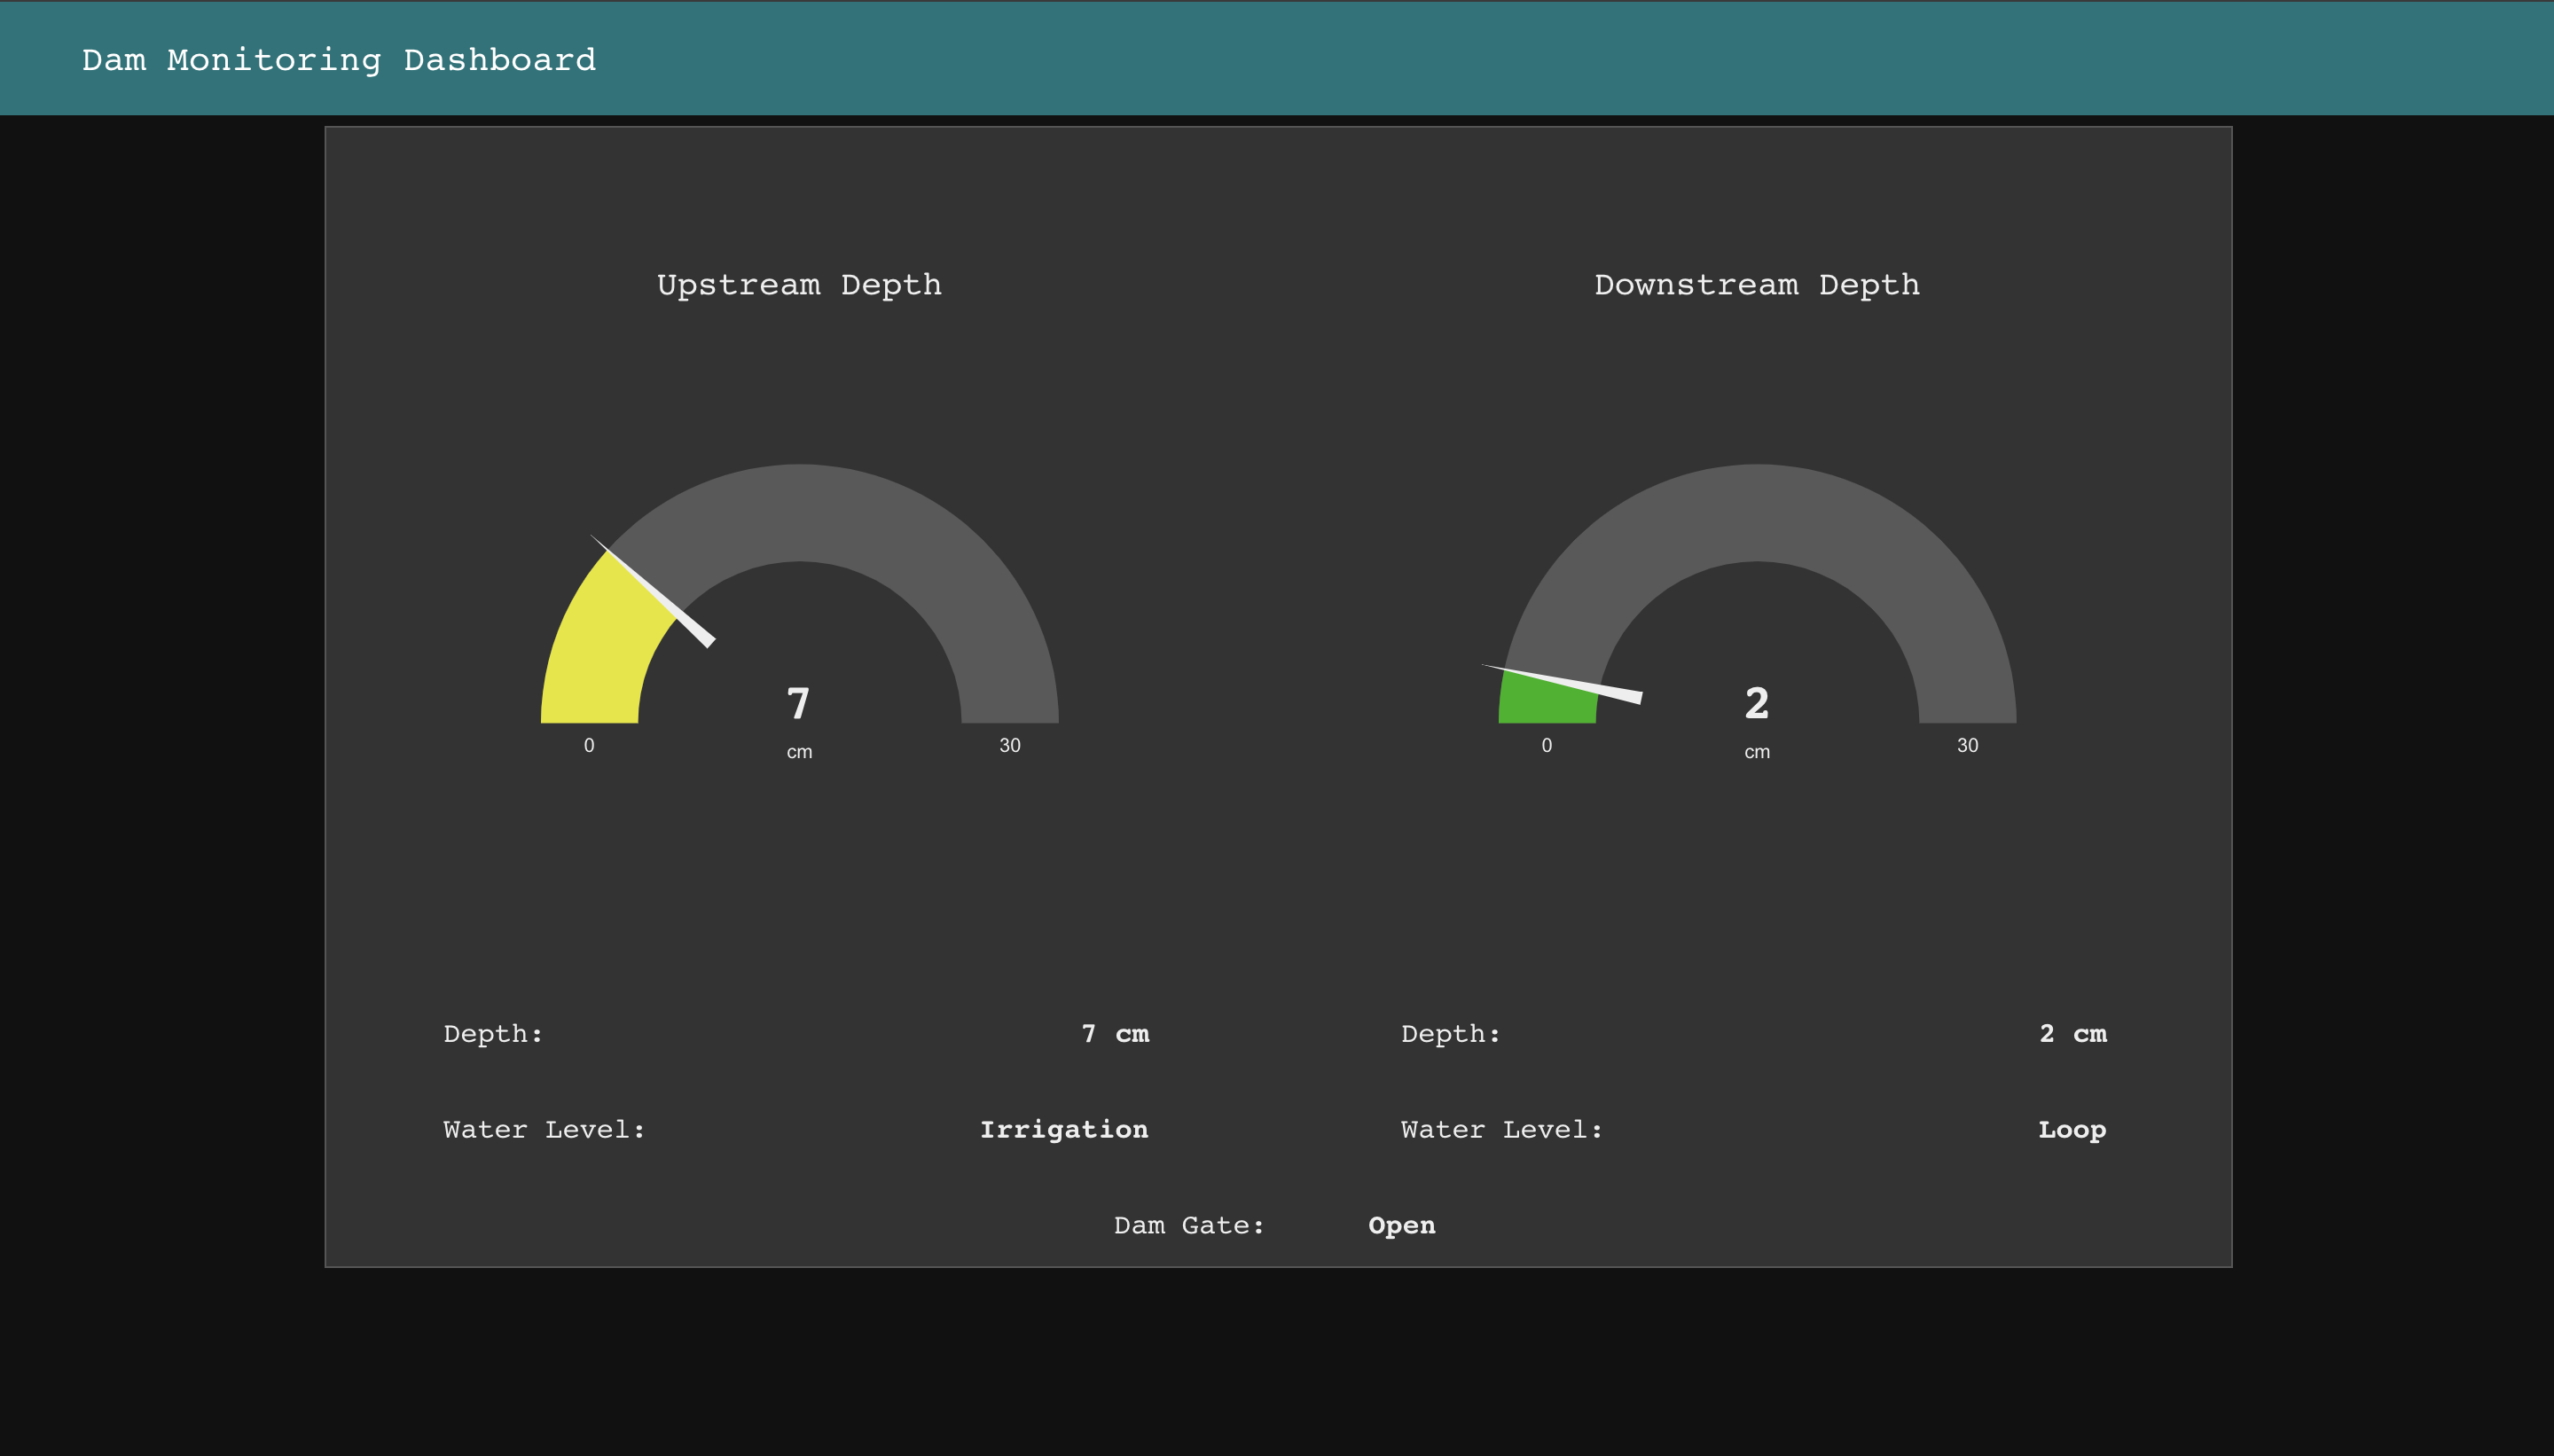 Dam Monitoring Dashboard
Upstream Depth
7
0
cm
30
Depth:
7 cm
Water Level:
Irrigation
Downstream Depth
2
0
cm
30
Depth:
2 cm
Water Level:
Loop
Dam Gate:
Open